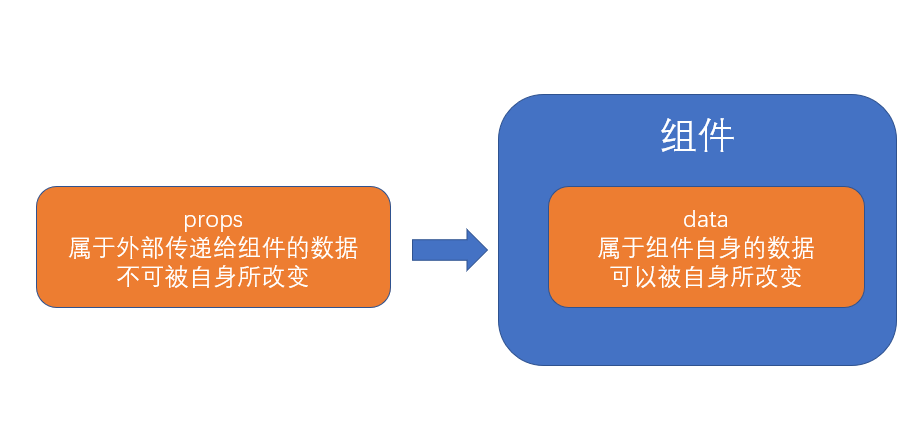 组件
props
属于外部传递给组件的数据
不可被自身所改变
data
属于组件自身的数据
可以被自身所改变